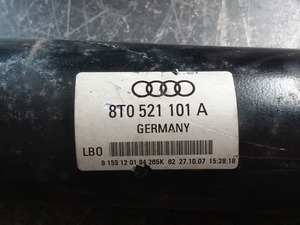 8T0 521 101 A
GERMANY
LBO
8 153 12 01 84 265K 82 27.10.07 15:28:18